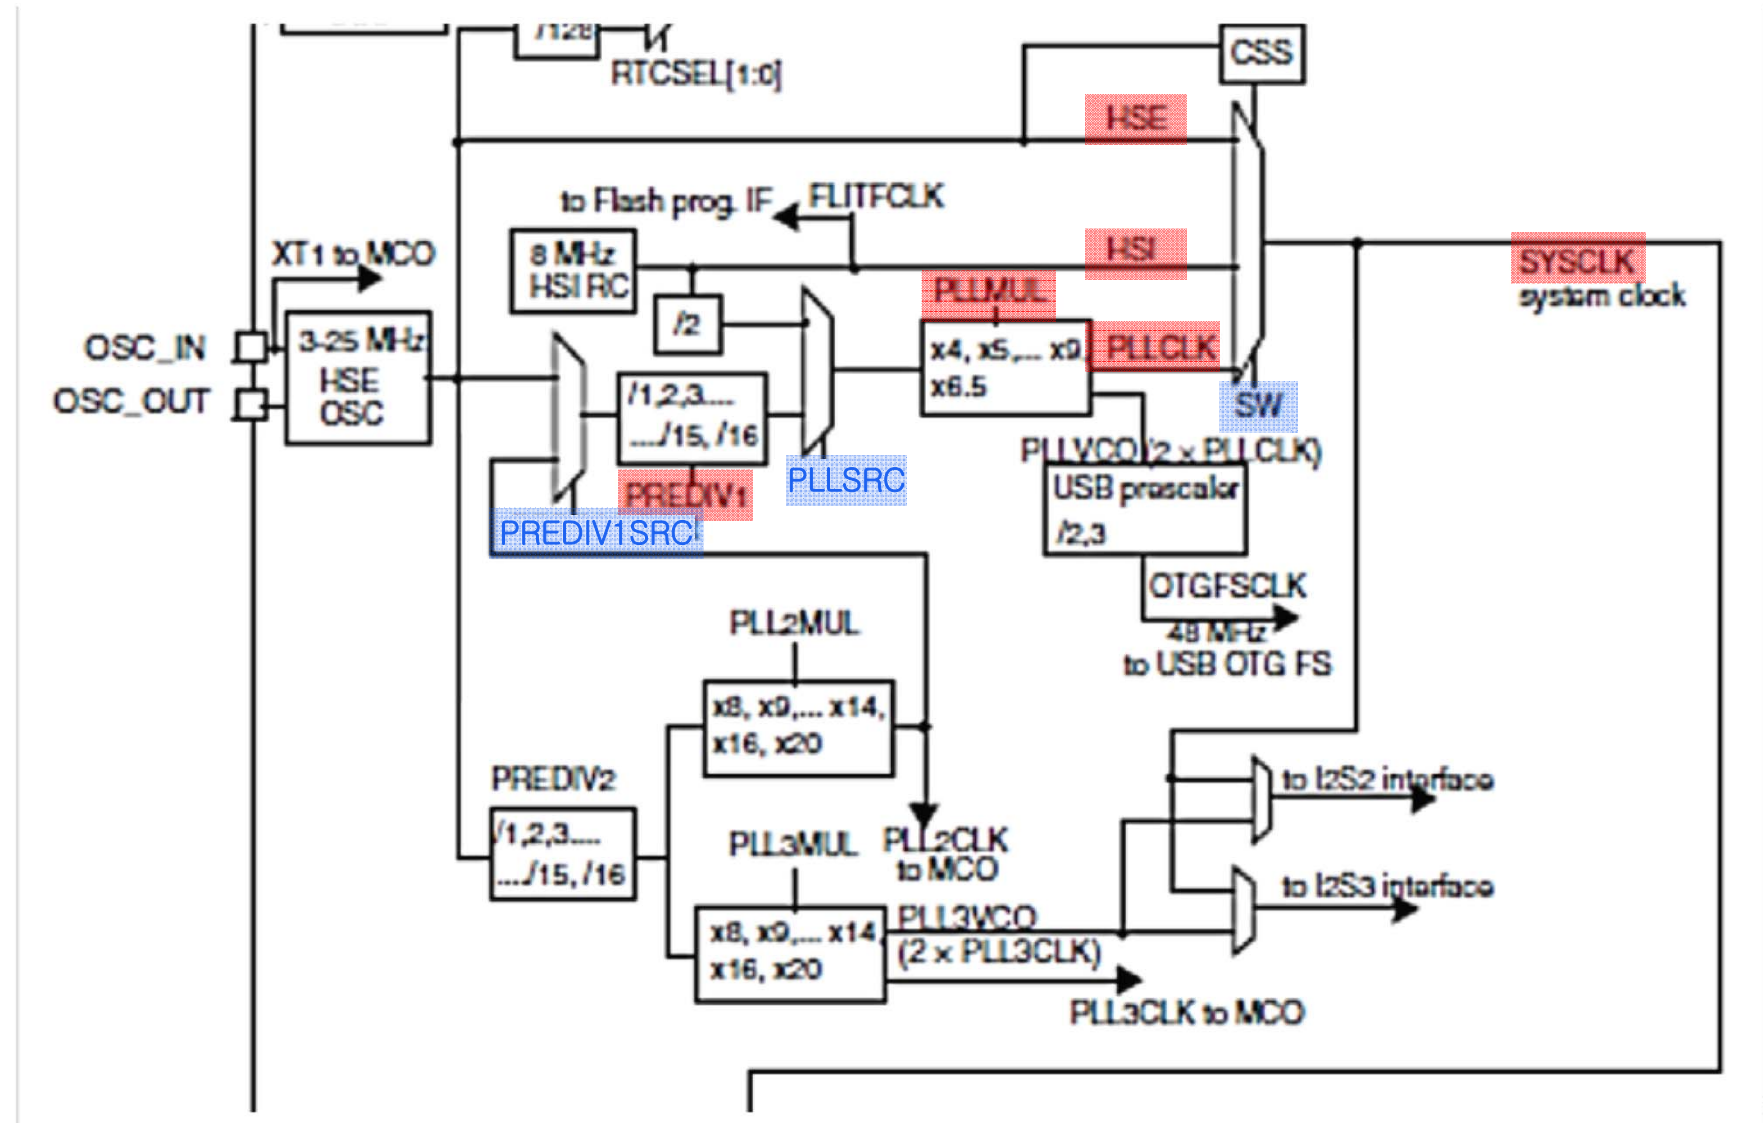 /128
RTCSEL[1:0]
CSS
HSE
to Flash prog. IF
FLITFCLK
XT1 to MCO
8 MHz
HSI RC
HSI
SYSCLK
system clock
PLLMUL
/2
OSC_IN
3-25 MHz
HSE
OSC
OSC_OUT
x4, x5,... x9,
x6.5
PLLCLK
/1,2,3....
..../15, /16
SW
PLLVCO (2 x PLLCLK)
PLLSRC
PREDIV1
PREDIV1SRC
USB prescaler
/2,3
OTGFSCLK
48 MHz
to USB OTG FS
PLL2MUL
x8, x9,... x14,
x16, x20
PREDIV2
/1,2,3....
..../15, /16
to I2S2 interface
PLL2CLK
to MCO
PLL3MUL
to I2S3 interface
x8, x9,... x14,
x16, x20
PLL3VCO
(2 x PLL3CLK)
PLL3CLK to MCO